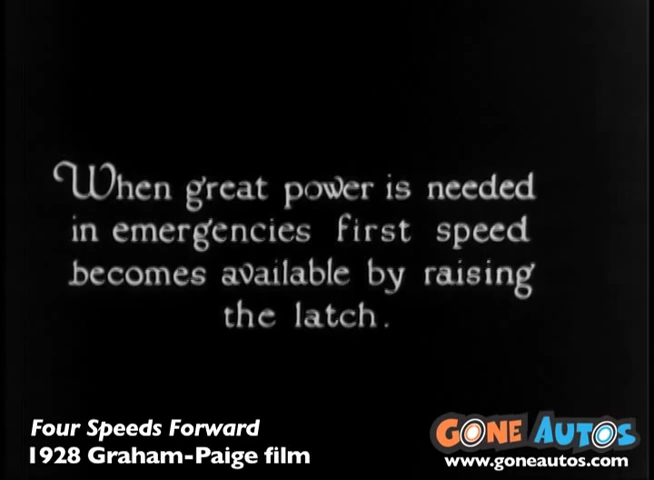 When great power is needed
in emergencies first speed
becomes available by raising
the latch.
Four Speeds Forward
1928 Graham-Paige film
GONE AUTOS
www.goneautos.com